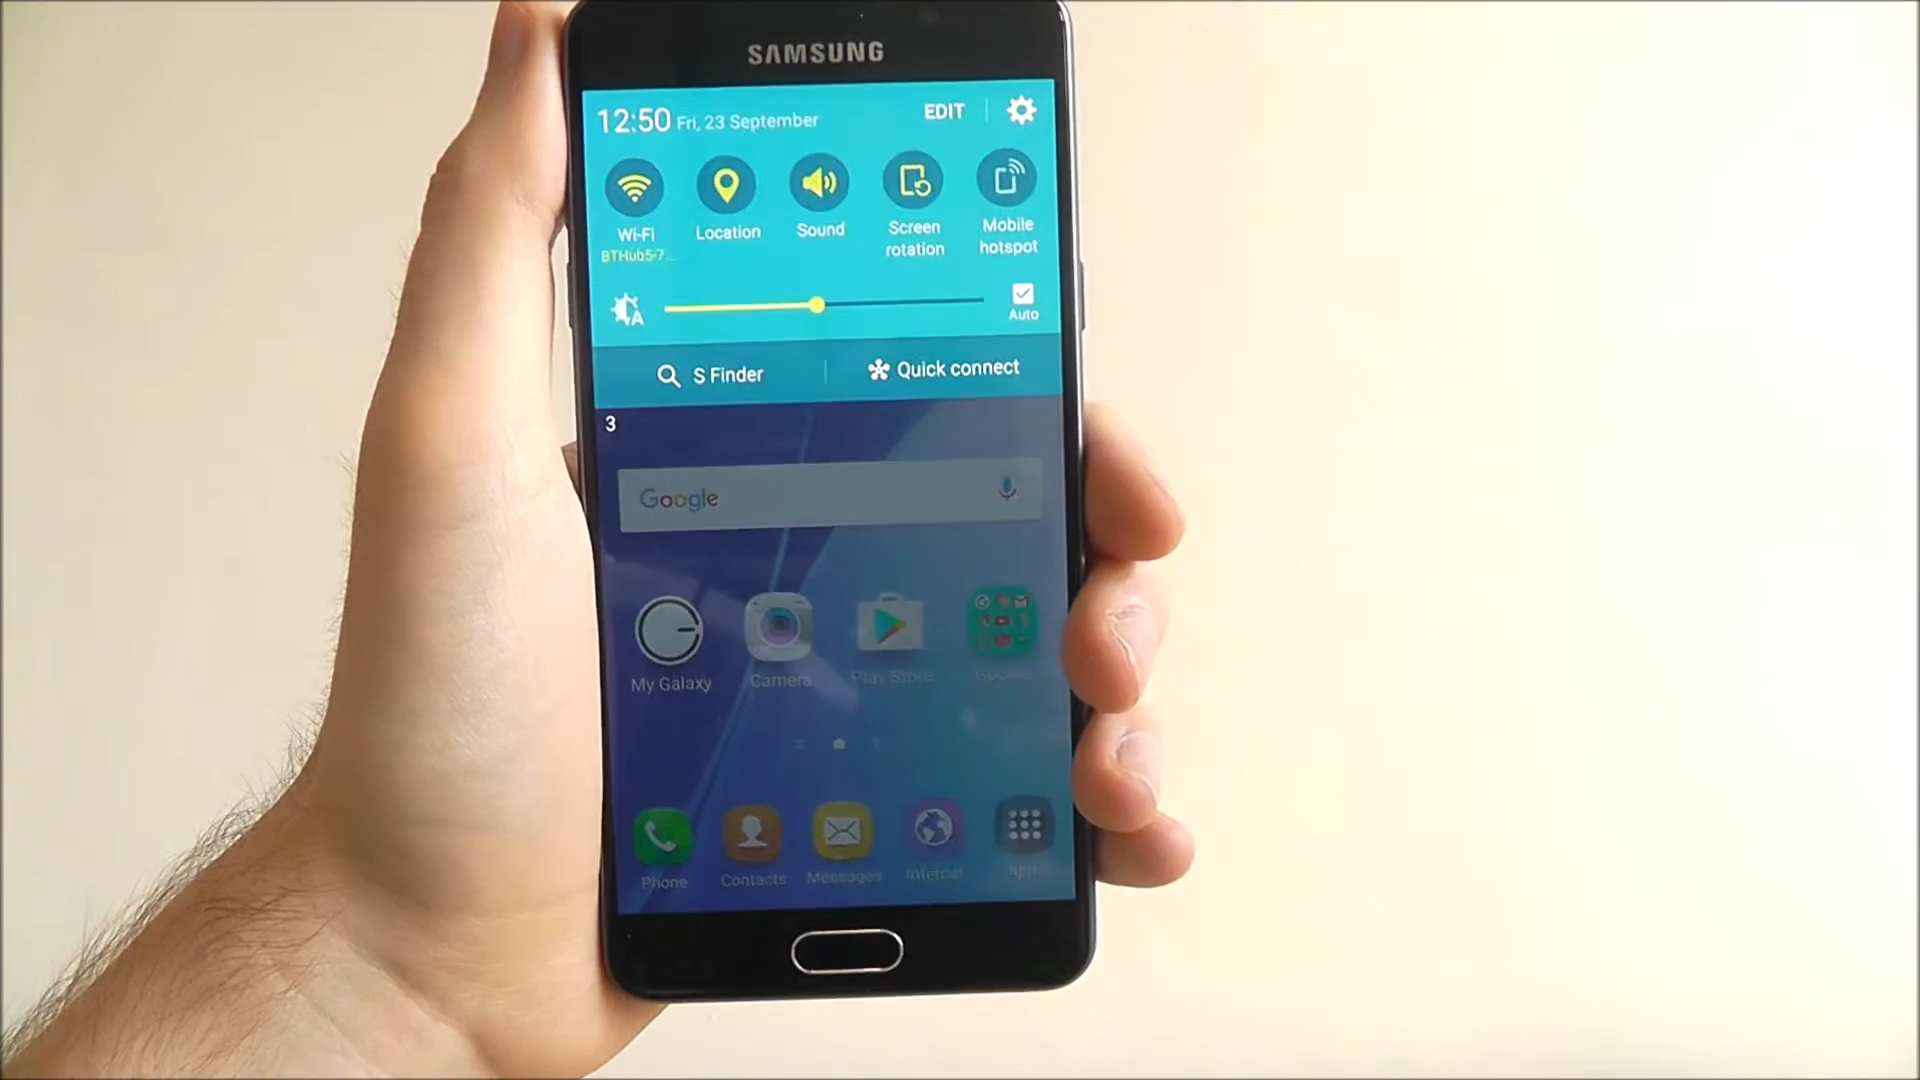 SAMSUNG
12:50 Fri, 23 September EDIT
Wi-Fi
BTHub5-7...
Location
Sound
Screen
rotation
Mobile
hotspot
A
Auto
S Finder
Quick connect
3
Google
My Galaxy
Camera
Play Store
Phone
Contacts
Messages
Internet
Apps